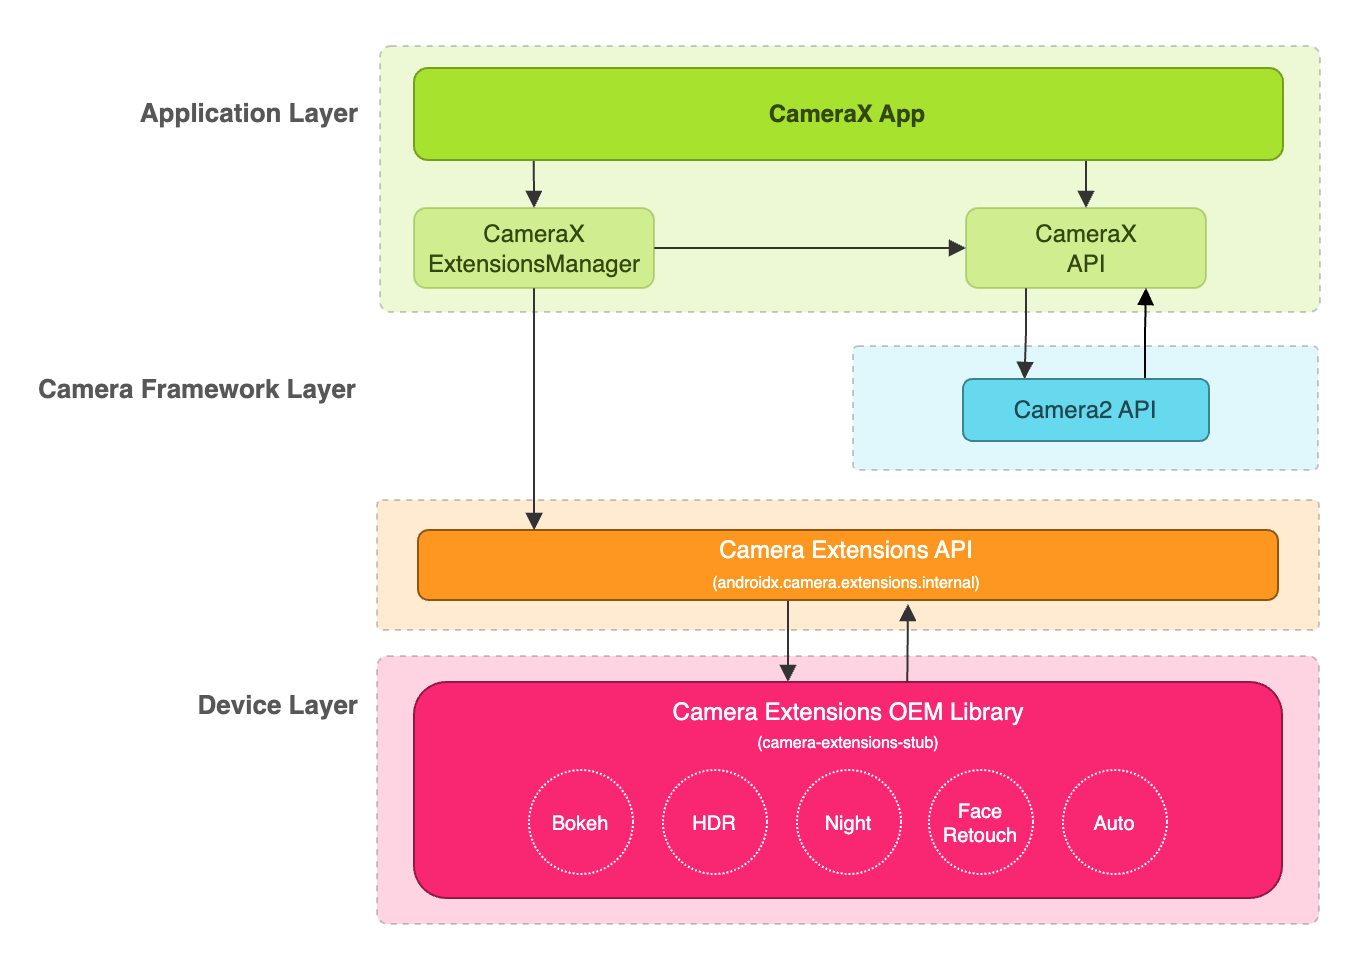 Application Layer
CameraX App
CameraX
ExtensionsManager
CameraX
API
Camera Framework Layer
Camera2 API
Camera Extensions API
(androidx.camera.extensions.internal)
Device Layer
Camera Extensions OEM Library
(camera-extensions-stub)
Bokeh
HDR
Night
Face
Retouch
Auto